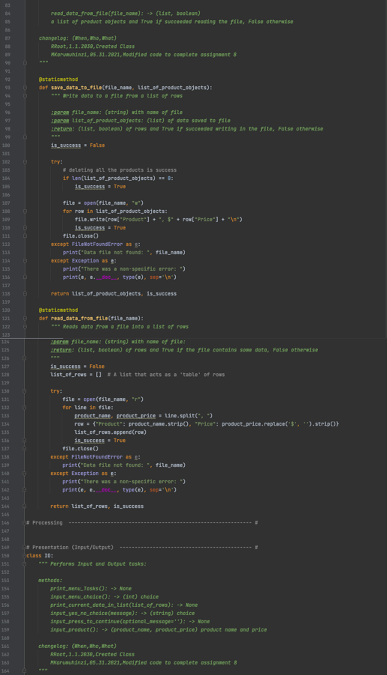 read_data_from_file(file_name): -> (list, boolean)
a list of product objects and True if succeeded reading the file, False otherwise
changelog: (When,Who,What)
RRoot,1.1.2030,Created Class
MKarumuhinzi,05.31.2021,Modified code to complete assignment 8
"""
@staticmethod
def save_data_to_file(file_name, list_of_product_objects):
""" Write data to a file from a list of rows
:param file_name: (string) with name of file
:param list_of_product_objects: (list) of data saved to file
:return: (list, boolean) of rows and True if succeeded writing in the file, False otherwise
"""
is_success = False
try:
# deleting all the products is success
if len(list_of_product_objects) == 0:
is_success = True
file = open(file_name, "w")
for row in list_of_product_objects:
file.write(row["Product"] + ", $" + row["Price"] + "\n")
is_success = True
file.close()
except FileNotFoundError as e:
print("Data file not found: ", file_name)
except Exception as e:
print("There was a non-specific error: ")
print(e, e.__doc__, type(e), sep='\n')
return list_of_product_objects, is_success
@staticmethod
def read_data_from_file(file_name):
""" Reads data from a file into a list of rows
:param file_name: (string) with name of file:
:return: (list, boolean) of rows and True if the file contains some data, False otherwise
"""
is_success = False
list_of_rows = [] # A list that acts as a 'table' of rows
try:
file = open(file_name, "r")
for line in file:
product_name, product_price = line.split(", ")
row = {"Product": product_name.strip(), "Price": product_price.replace('$', '').strip()}
list_of_rows.append(row)
is_success = True
file.close()
except FileNotFoundError as e:
print("Data file not found: ", file_name)
except Exception as e:
print("There was a non-specific error: ")
print(e, e.__doc__, type(e), sep='\n')
return list_of_rows, is_success
# Processing ------------------------------------------------------------- #
# Presentation (Input/Output) -------------------------------------------- #
class IO:
""" Performs Input and Output tasks:
methods:
print_menu_Tasks(): -> None
input_menu_choice(): -> (int) choice
print_current_data_in_list(list_of_rows): -> None
input_yes_no_choice(message): -> (string) choice
input_press_to_continue(optional_message=''): -> None
input_product(): -> (product_name, product_price) product name and price
changelog: (When,Who,What)
RRoot,1.1.2030,Created Class
MKarumuhinzi,05.31.2021,Modified code to complete assignment 8
"""